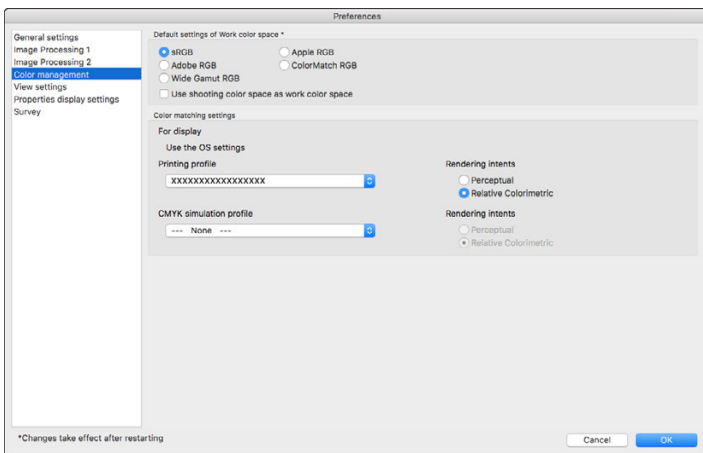 Preferences
General settings
Image Processing 1
Image Processing 2
Color management
View settings
Properties display settings
Survey
Default settings of Work color space *
sRGB
Apple RGB
Adobe RGB
ColorMatch RGB
Wide Gamut RGB
Use shooting color space as work color space
Color matching settings
For display
Use the OS settings
Printing profile
Rendering intents
XXXXXXXXXXXXXXXXX
Perceptual
Relative Colorimetric
CMYK simulation profile
Rendering intents
--- None ---
Perceptual
Relative Colorimetric
*Changes take effect after restarting
Cancel
OK